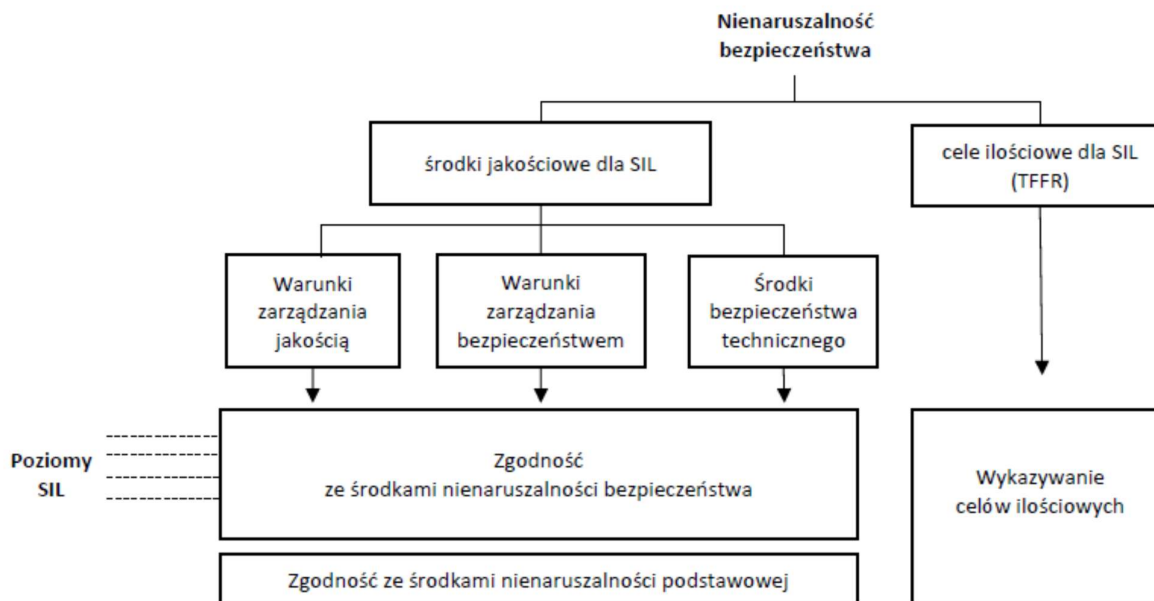 Nienaruszalność
bezpieczeństwa
środki jakościowe dla SIL
cele ilościowe dla SIL
(TFFR)
Warunki
zarządzania
jakością
Warunki
zarządzania
bezpieczeństwem
Środki
bezpieczeństwa
technicznego
Poziomy
SIL
Zgodność
ze środkami nienaruszalności bezpieczeństwa
Wykazywanie
celów ilościowych
Zgodność ze środkami nienaruszalności podstawowej